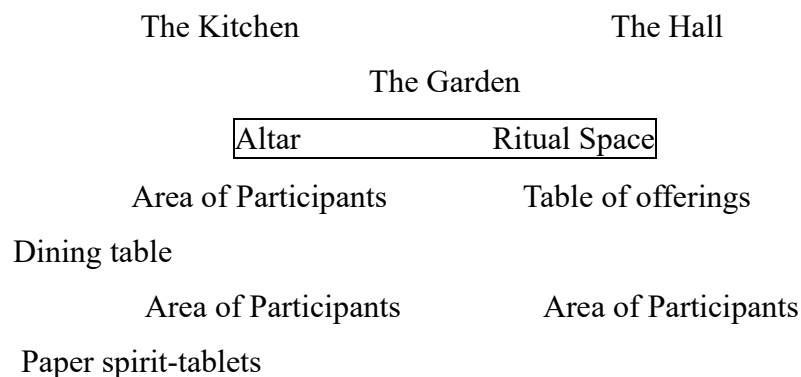 The Kitchen The Hall
The Garden
Altar Ritual Space
Area of Participants Table of offerings
Dining table
Area of Participants Area of Participants
Paper spirit-tablets